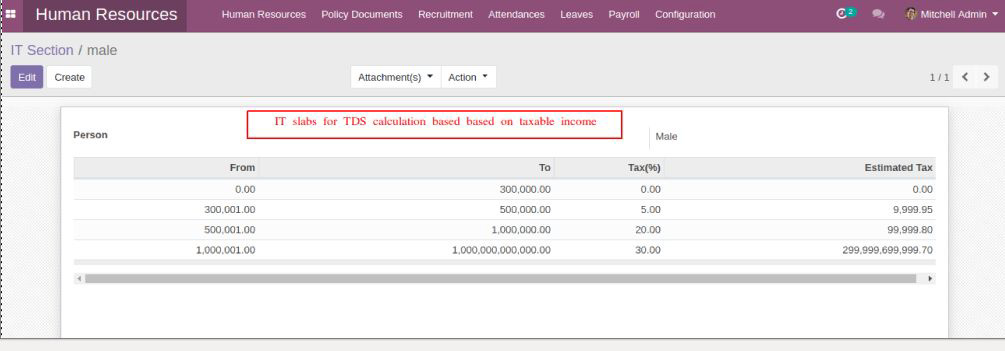 Human Resources Human Resources Policy Documents Recruitment Attendances Leaves Payroll Configuration 2 Mitchell Admin
IT Section / male
Edit Create Attachment(s) Action 1 / 1
IT slabs for TDS calculation based based on taxable income
Person Male
From To Tax(%) Estimated Tax
0.00 300,000.00 0.00 0.00
300,001.00 500,000.00 5.00 9,999.95
500,001.00 1,000,000.00 20.00 99,999.80
1,000,001.00 1,000,000,000,000.00 30.00 299,999,699,999.70